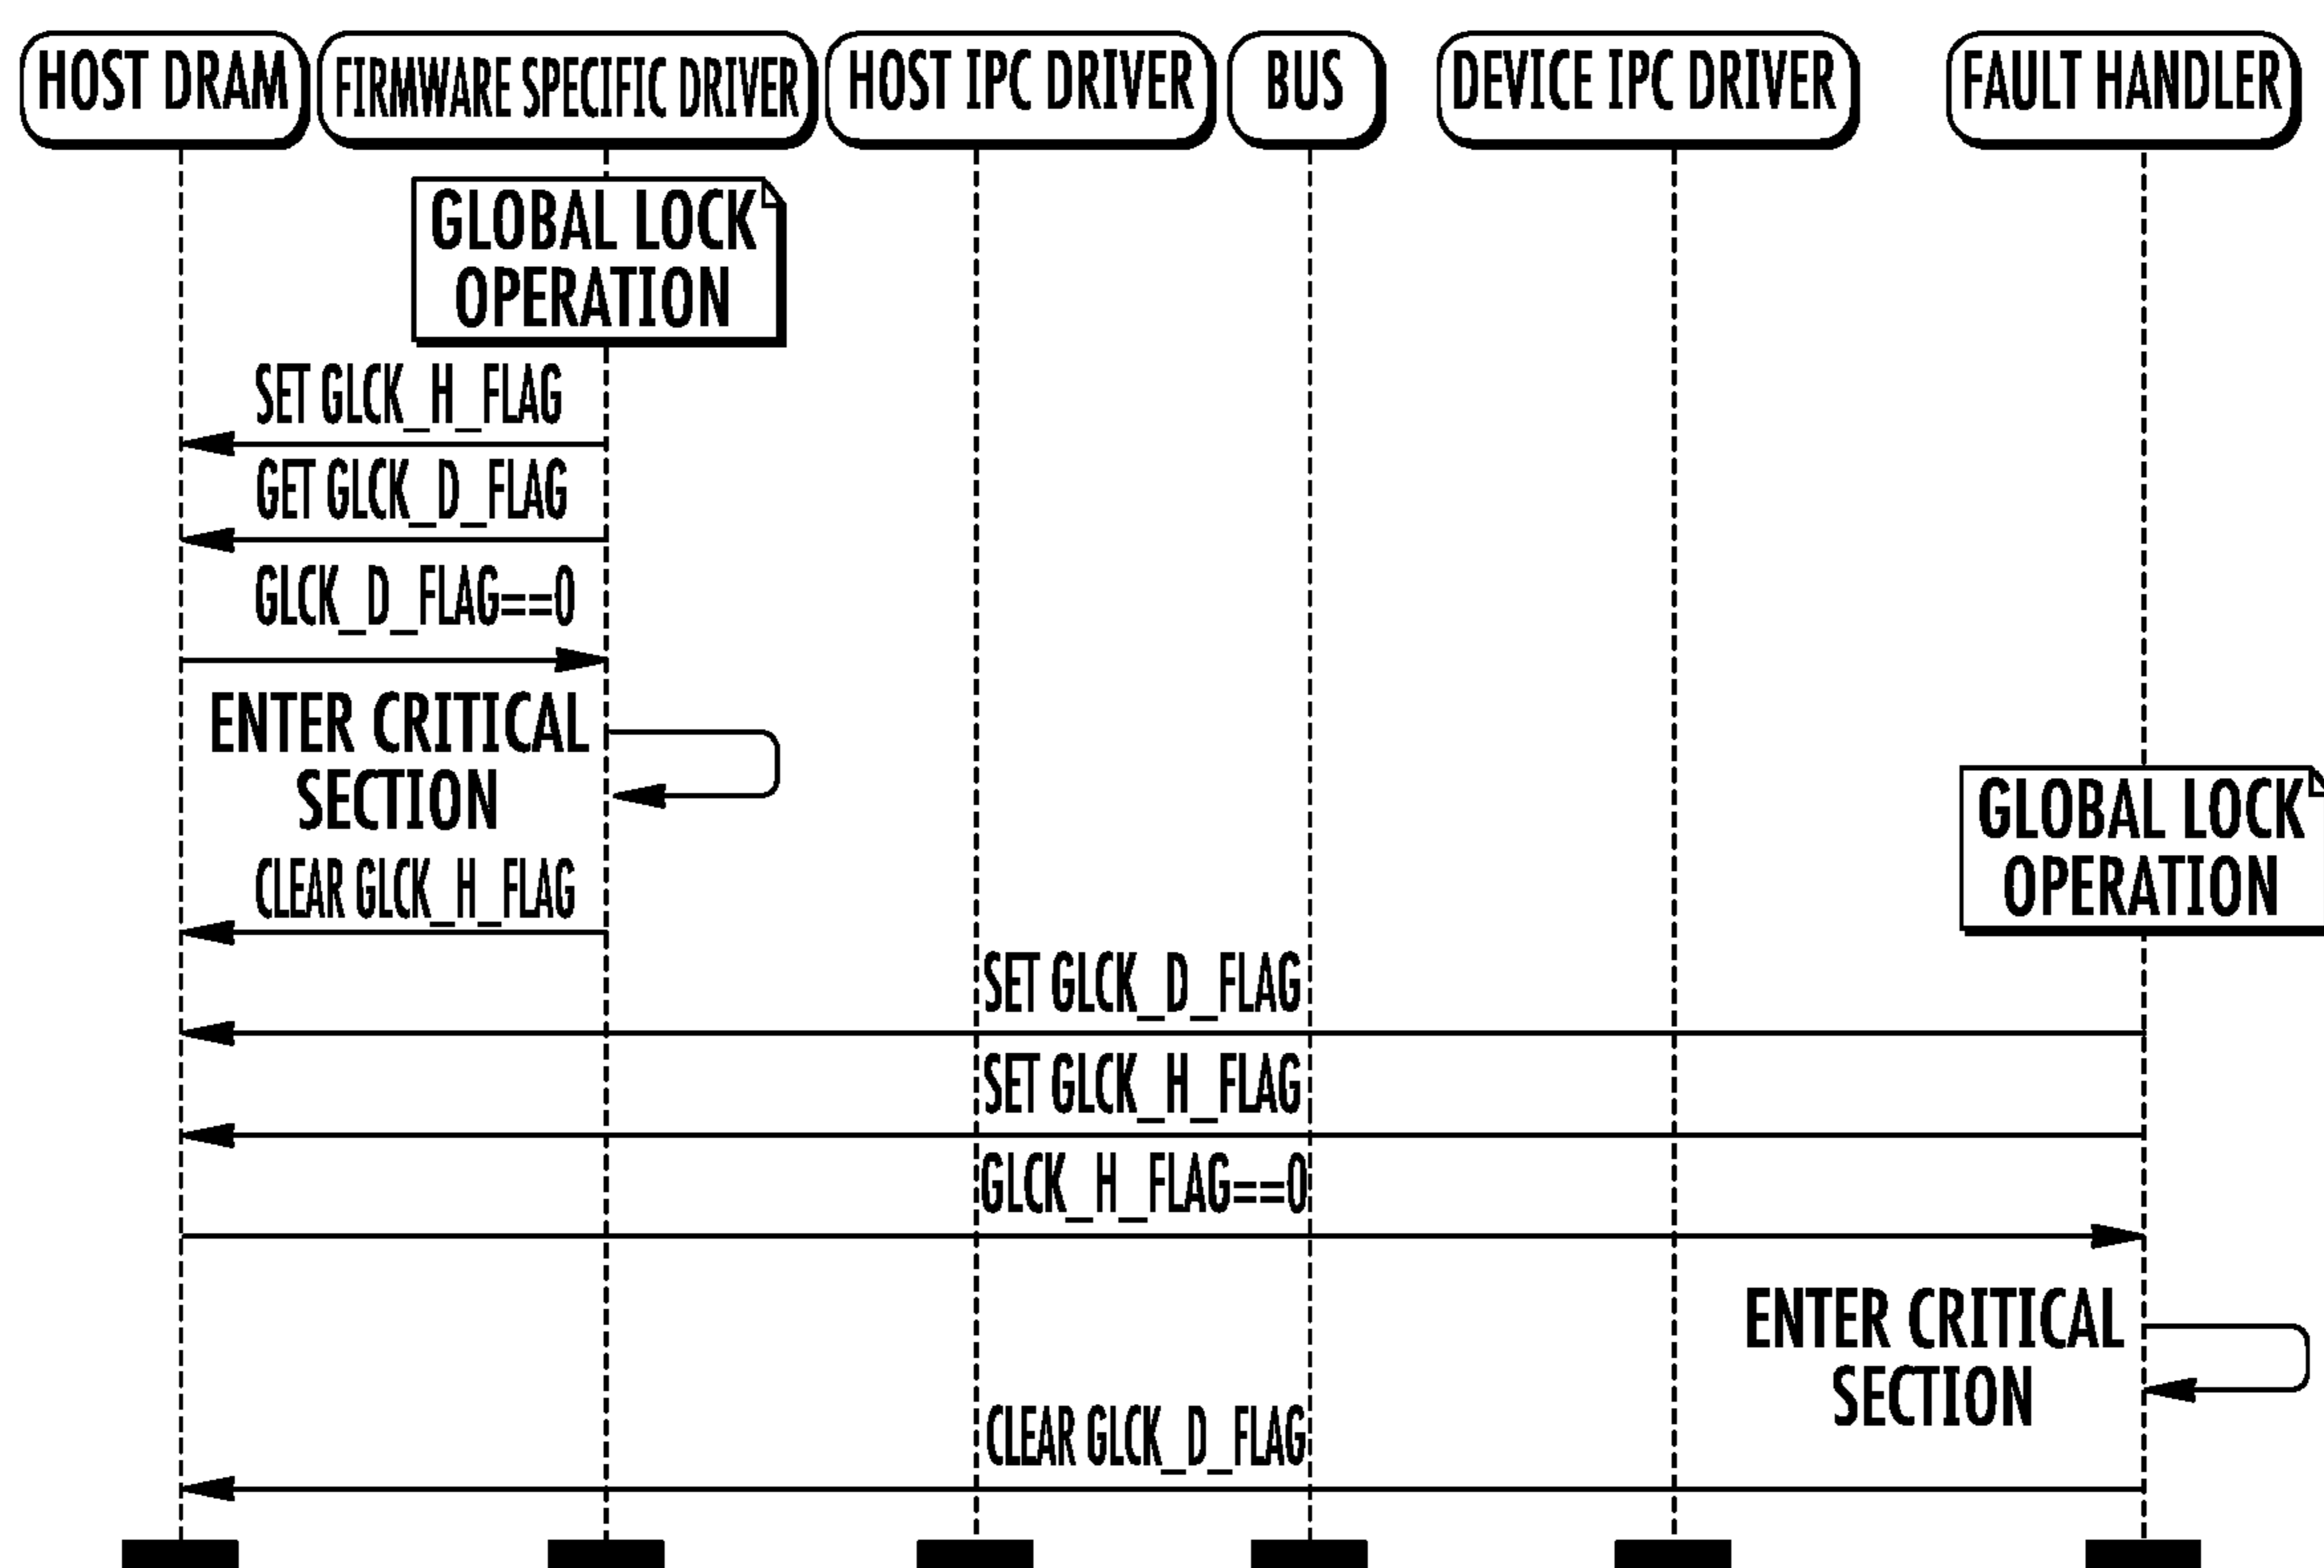 HOST DRAM
FIRMWARE SPECIFIC DRIVER
HOST IPC DRIVER
BUS
DEVICE IPC DRIVER
FAULT HANDLER
GLOBAL LOCK
OPERATION
SET GLCK_H_FLAG
GET GLCK_D_FLAG
GLCK_D_FLAG==0
ENTER CRITICAL
SECTION
GLOBAL LOCK
OPERATION
CLEAR GLCK_H_FLAG
SET GLCK_D_FLAG
SET GLCK_H_FLAG
GLCK_H_FLAG==0
ENTER CRITICAL
SECTION
CLEAR GLCK_D_FLAG